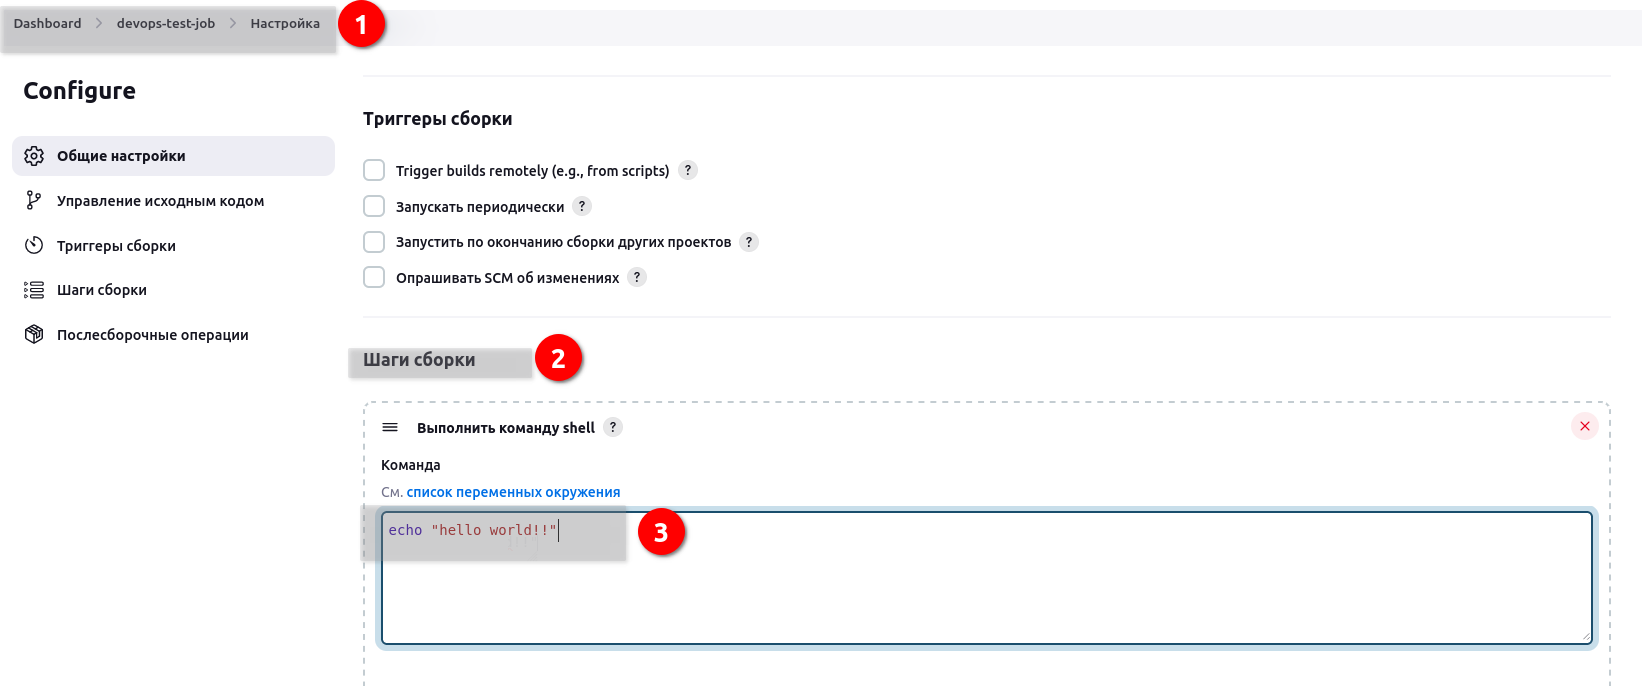 Dashboard > devops-test-job > Настройка 1
Configure
Общие настройки
Управление исходным кодом
Триггеры сборки
Шаги сборки
Послесборочные операции
Триггеры сборки
Trigger builds remotely (e.g., from scripts) ?
Запускать периодически ?
Запустить по окончанию сборки других проектов ?
Опрашивать SCM об изменениях ?
Шаги сборки 2
Выполнить команду shell ?
Команда
См. список переменных окружения
echo "hello world!!" 3